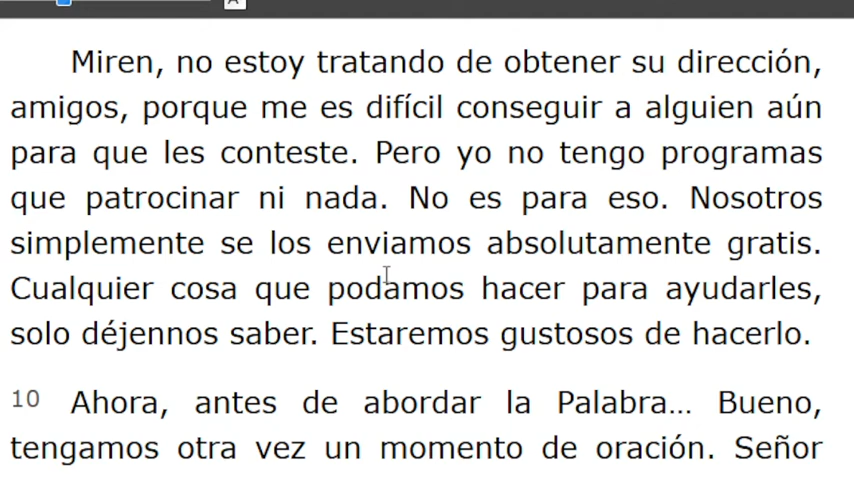 A
Miren, no estoy tratando de obtener su dirección,
amigos, porque me es difícil conseguir a alguien aún
para que les conteste. Pero yo no tengo programas
que patrocinar ni nada. No es para eso. Nosotros
simplemente se los enviamos absolutamente gratis.
Cualquier cosa que podamos hacer para ayudarles,
solo déjennos saber. Estaremos gustosos de hacerlo.
10 Ahora, antes de abordar la Palabra… Bueno,
tengamos otra vez un momento de oración. Señor